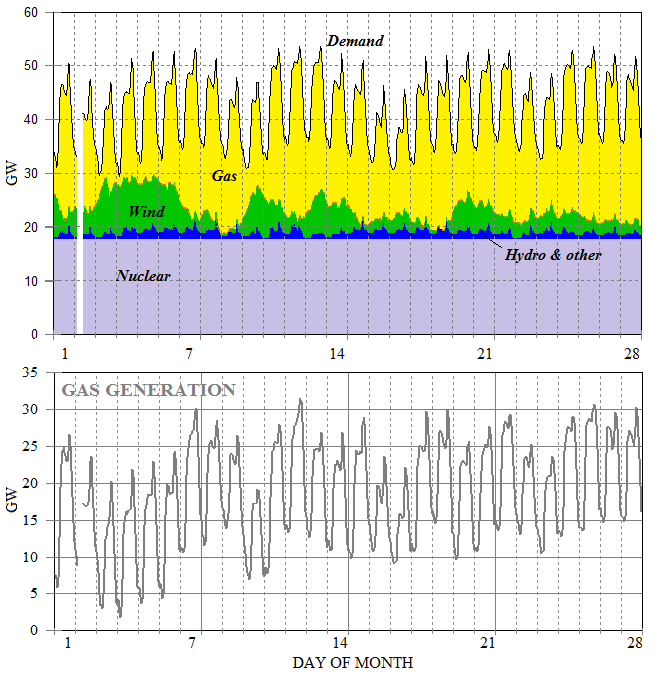 60
Demand
50
40
GW
30
Gas
Wind
20
Hydro & other
Nuclear
10
0
1 7 14 21 28
35
GAS GENERATION
30
25
20
GW
15
10
5
0
1 7 14 21 28
DAY OF MONTH